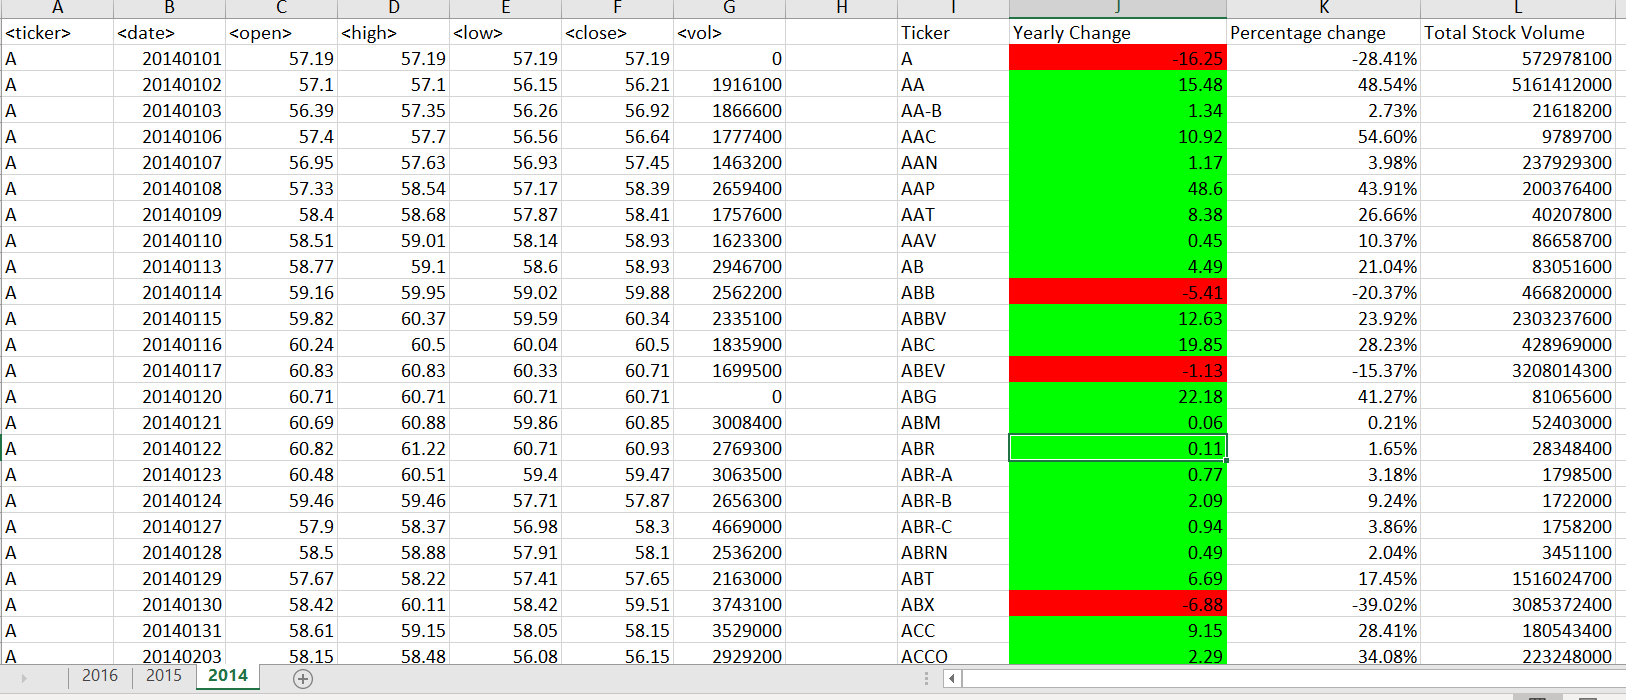 A B C D E F G H I J K L
<ticker> <date> <open> <high> <low> <close> <vol> Ticker Yearly Change Percentage change Total Stock Volume
A 20140101 57.19 57.19 57.19 57.19 0 A -16.25 -28.41% 572978100
A 20140102 57.1 57.1 56.15 56.21 1916100 AA 15.48 48.54% 5161412000
A 20140103 56.39 57.35 56.26 56.92 1866600 AA-B 1.34 2.73% 21618200
A 20140106 57.4 57.7 56.56 56.64 1777400 AAC 10.92 54.60% 9789700
A 20140107 56.95 57.63 56.93 57.45 1463200 AAN 1.17 3.98% 237929300
A 20140108 57.33 58.54 57.17 58.39 2659400 AAP 48.6 43.91% 200376400
A 20140109 58.4 58.68 57.87 58.41 1757600 AAT 8.38 26.66% 40207800
A 20140110 58.51 59.01 58.14 58.93 1623300 AAV 0.45 10.37% 86658700
A 20140113 58.77 59.1 58.6 58.93 2946700 AB 4.49 21.04% 83051600
A 20140114 59.16 59.95 59.02 59.88 2562200 ABB -5.41 -20.37% 466820000
A 20140115 59.82 60.37 59.59 60.34 2335100 ABBV 12.63 23.92% 2303237600
A 20140116 60.24 60.5 60.04 60.5 1835900 ABC 19.85 28.23% 428969000
A 20140117 60.83 60.83 60.33 60.71 1699500 ABEV -1.13 -15.37% 3208014300
A 20140120 60.71 60.71 60.71 60.71 0 ABG 22.18 41.27% 81065600
A 20140121 60.69 60.88 59.86 60.85 3008400 ABM 0.06 0.21% 52403000
A 20140122 60.82 61.22 60.71 60.93 2769300 ABR 0.11 1.65% 28348400
A 20140123 60.48 60.51 59.4 59.47 3063500 ABR-A 0.77 3.18% 1798500
A 20140124 59.46 59.46 57.71 57.87 2656300 ABR-B 2.09 9.24% 1722000
A 20140127 57.9 58.37 56.98 58.3 4669000 ABR-C 0.94 3.86% 1758200
A 20140128 58.5 58.88 57.91 58.1 2536200 ABRN 0.49 2.04% 3451100
A 20140129 57.67 58.22 57.41 57.65 2163000 ABT 6.69 17.45% 1516024700
A 20140130 58.42 60.11 58.42 59.51 3743100 ABX -6.88 -39.02% 3085372400
A 20140131 58.61 59.15 58.05 58.15 3529000 ACC 9.15 28.41% 180543400
A 20140203 58.15 58.48 56.08 56.15 2929200 ACCO 2.29 34.08% 223248000
2016 2015 2014